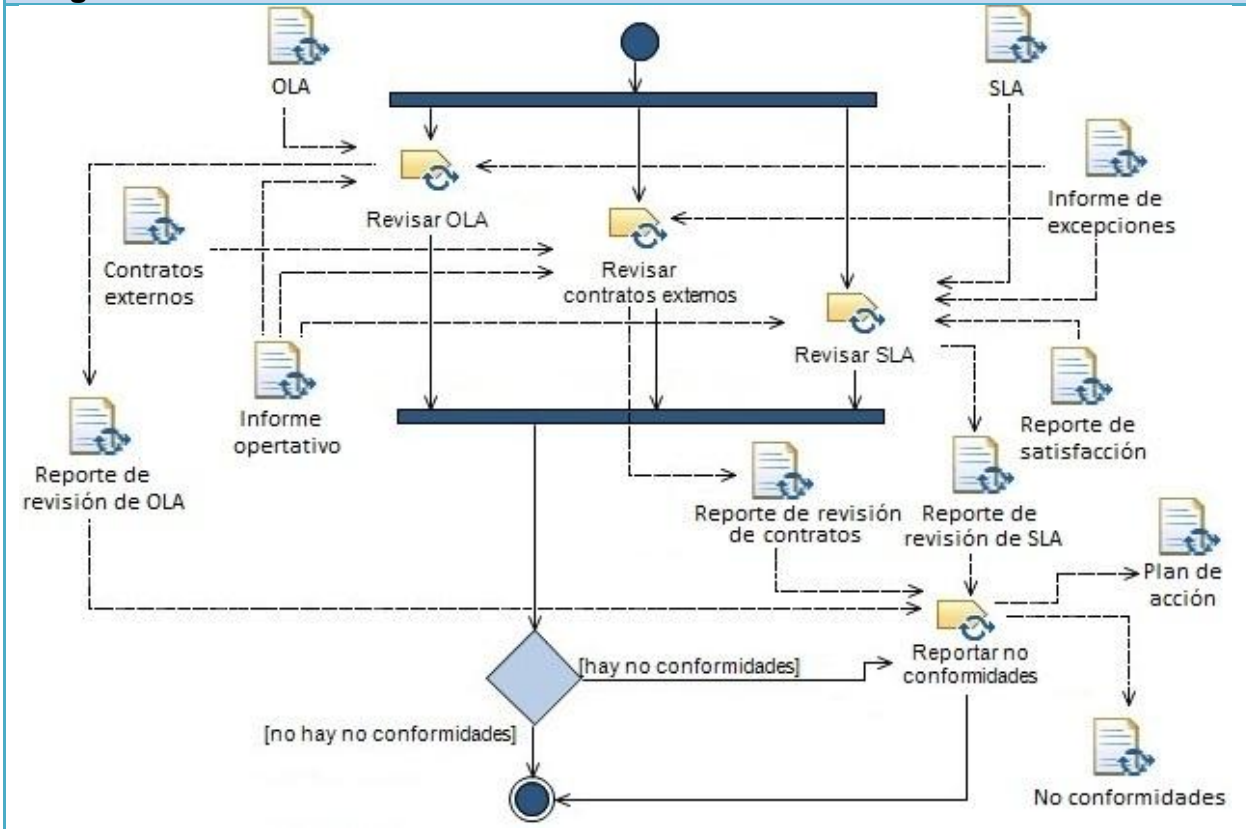 OLA
SLA
Revisar OLA
Informe de
excepciones
Contratos
externos
Revisar
contratos externos
Revisar SLA
Informe
opertativo
Reporte de
satisfacción
Reporte de
revisión de OLA
Reporte de revisión
de contratos
Reporte de
revisión de SLA
Plan de
acción
[hay no conformidades]
Reportar no
conformidades
[no hay no conformidades]
No conformidades